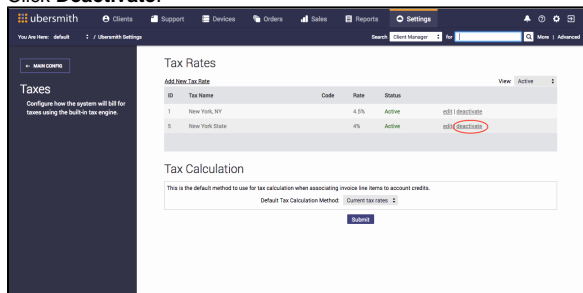 Click Deactivate.
ubersmith Clients Support Devices Orders Sales Reports Settings
You Are Here: default / Ubersmith Settings Search Client Manager for More | Advanced
← MAIN CONFIG
Taxes
Configure how the system will bill for
taxes using the built-in tax engine.
Tax Rates
Add New Tax Rate View: Active
ID Tax Name Code Rate Status
1 New York, NY 4.5% Active edit | deactivate
5 New York State 4% Active edit | deactivate
Tax Calculation
This is the default method to use for tax calculation when associating invoice line items to account credits.
Default Tax Calculation Method: Current tax rates
Submit